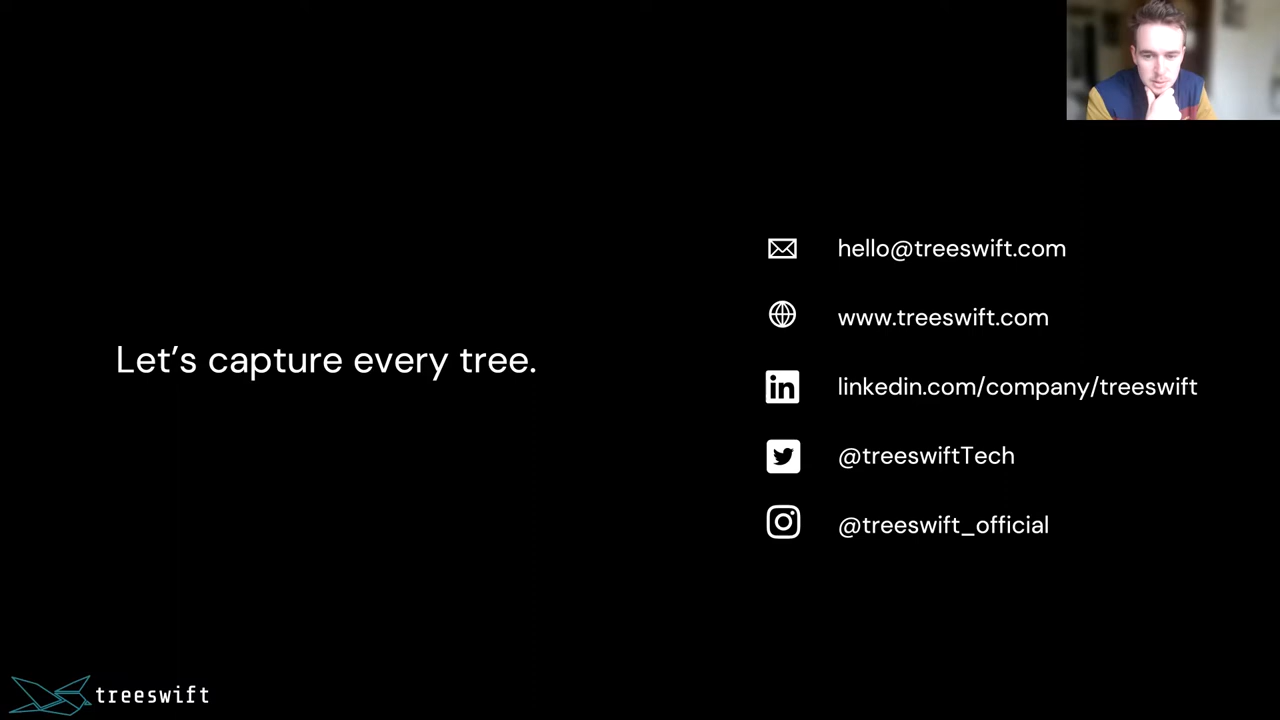 Let’s capture every tree.
hello@treeswift.com
www.treeswift.com
linkedin.com/company/treeswift
@treeswiftTech
@treeswift_official
treeswift